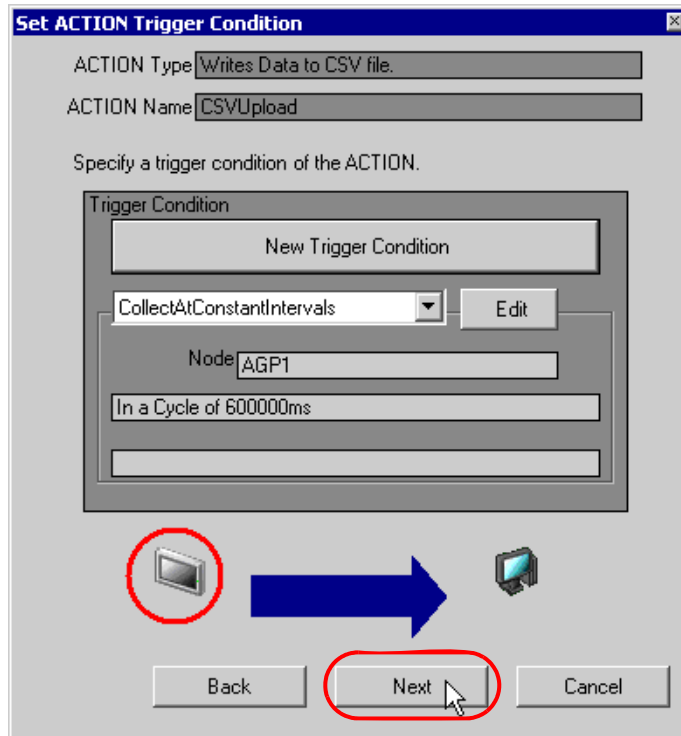 Set ACTION Trigger Condition
ACTION Type Writes Data to CSV file.
ACTION Name CSVUpload
Specify a trigger condition of the ACTION.
Trigger Condition
New Trigger Condition
CollectAtConstantIntervals Edit
Node AGP1
In a Cycle of 600000ms
Back Next Cancel